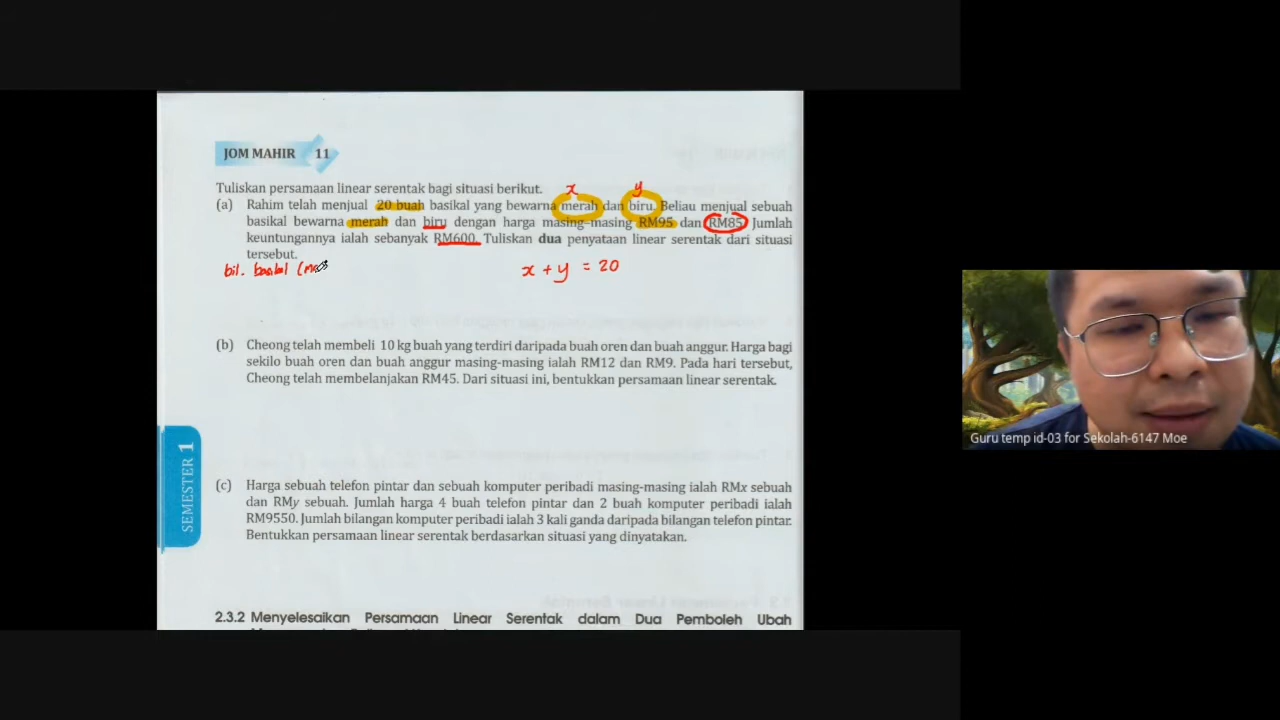 JOM MAHIR 11
Tuliskan persamaan linear serentak bagi situasi berikut.
x y
(a) Rahim telah menjual 20 buah basikal yang bewarna merah dan biru. Beliau menjual sebuah
basikal bewarna merah dan biru dengan harga masing-masing RM95 dan RM85. Jumlah
keuntungannya ialah sebanyak RM600. Tuliskan dua penyataan linear serentak dari situasi
tersebut.
bil. basikal (me
x + y = 20
(b) Cheong telah membeli 10 kg buah yang terdiri daripada buah oren dan buah anggur. Harga bagi
sekilo buah oren dan buah anggur masing-masing ialah RM12 dan RM9. Pada hari tersebut,
Cheong telah membelanjakan RM45. Dari situasi ini, bentukkan persamaan linear serentak.
(c) Harga sebuah telefon pintar dan sebuah komputer peribadi masing-masing ialah RMx sebuah
dan RMy sebuah. Jumlah harga 4 buah telefon pintar dan 2 buah komputer peribadi ialah
RM9550. Jumlah bilangan komputer peribadi ialah 3 kali ganda daripada bilangan telefon pintar.
Bentukkan persamaan linear serentak berdasarkan situasi yang dinyatakan.
SEMESTER 1
2.3.2 Menyelesaikan Persamaan Linear Serentak dalam Dua Pemboleh Ubah
Guru temp id-03 for Sekolah-6147 Moe